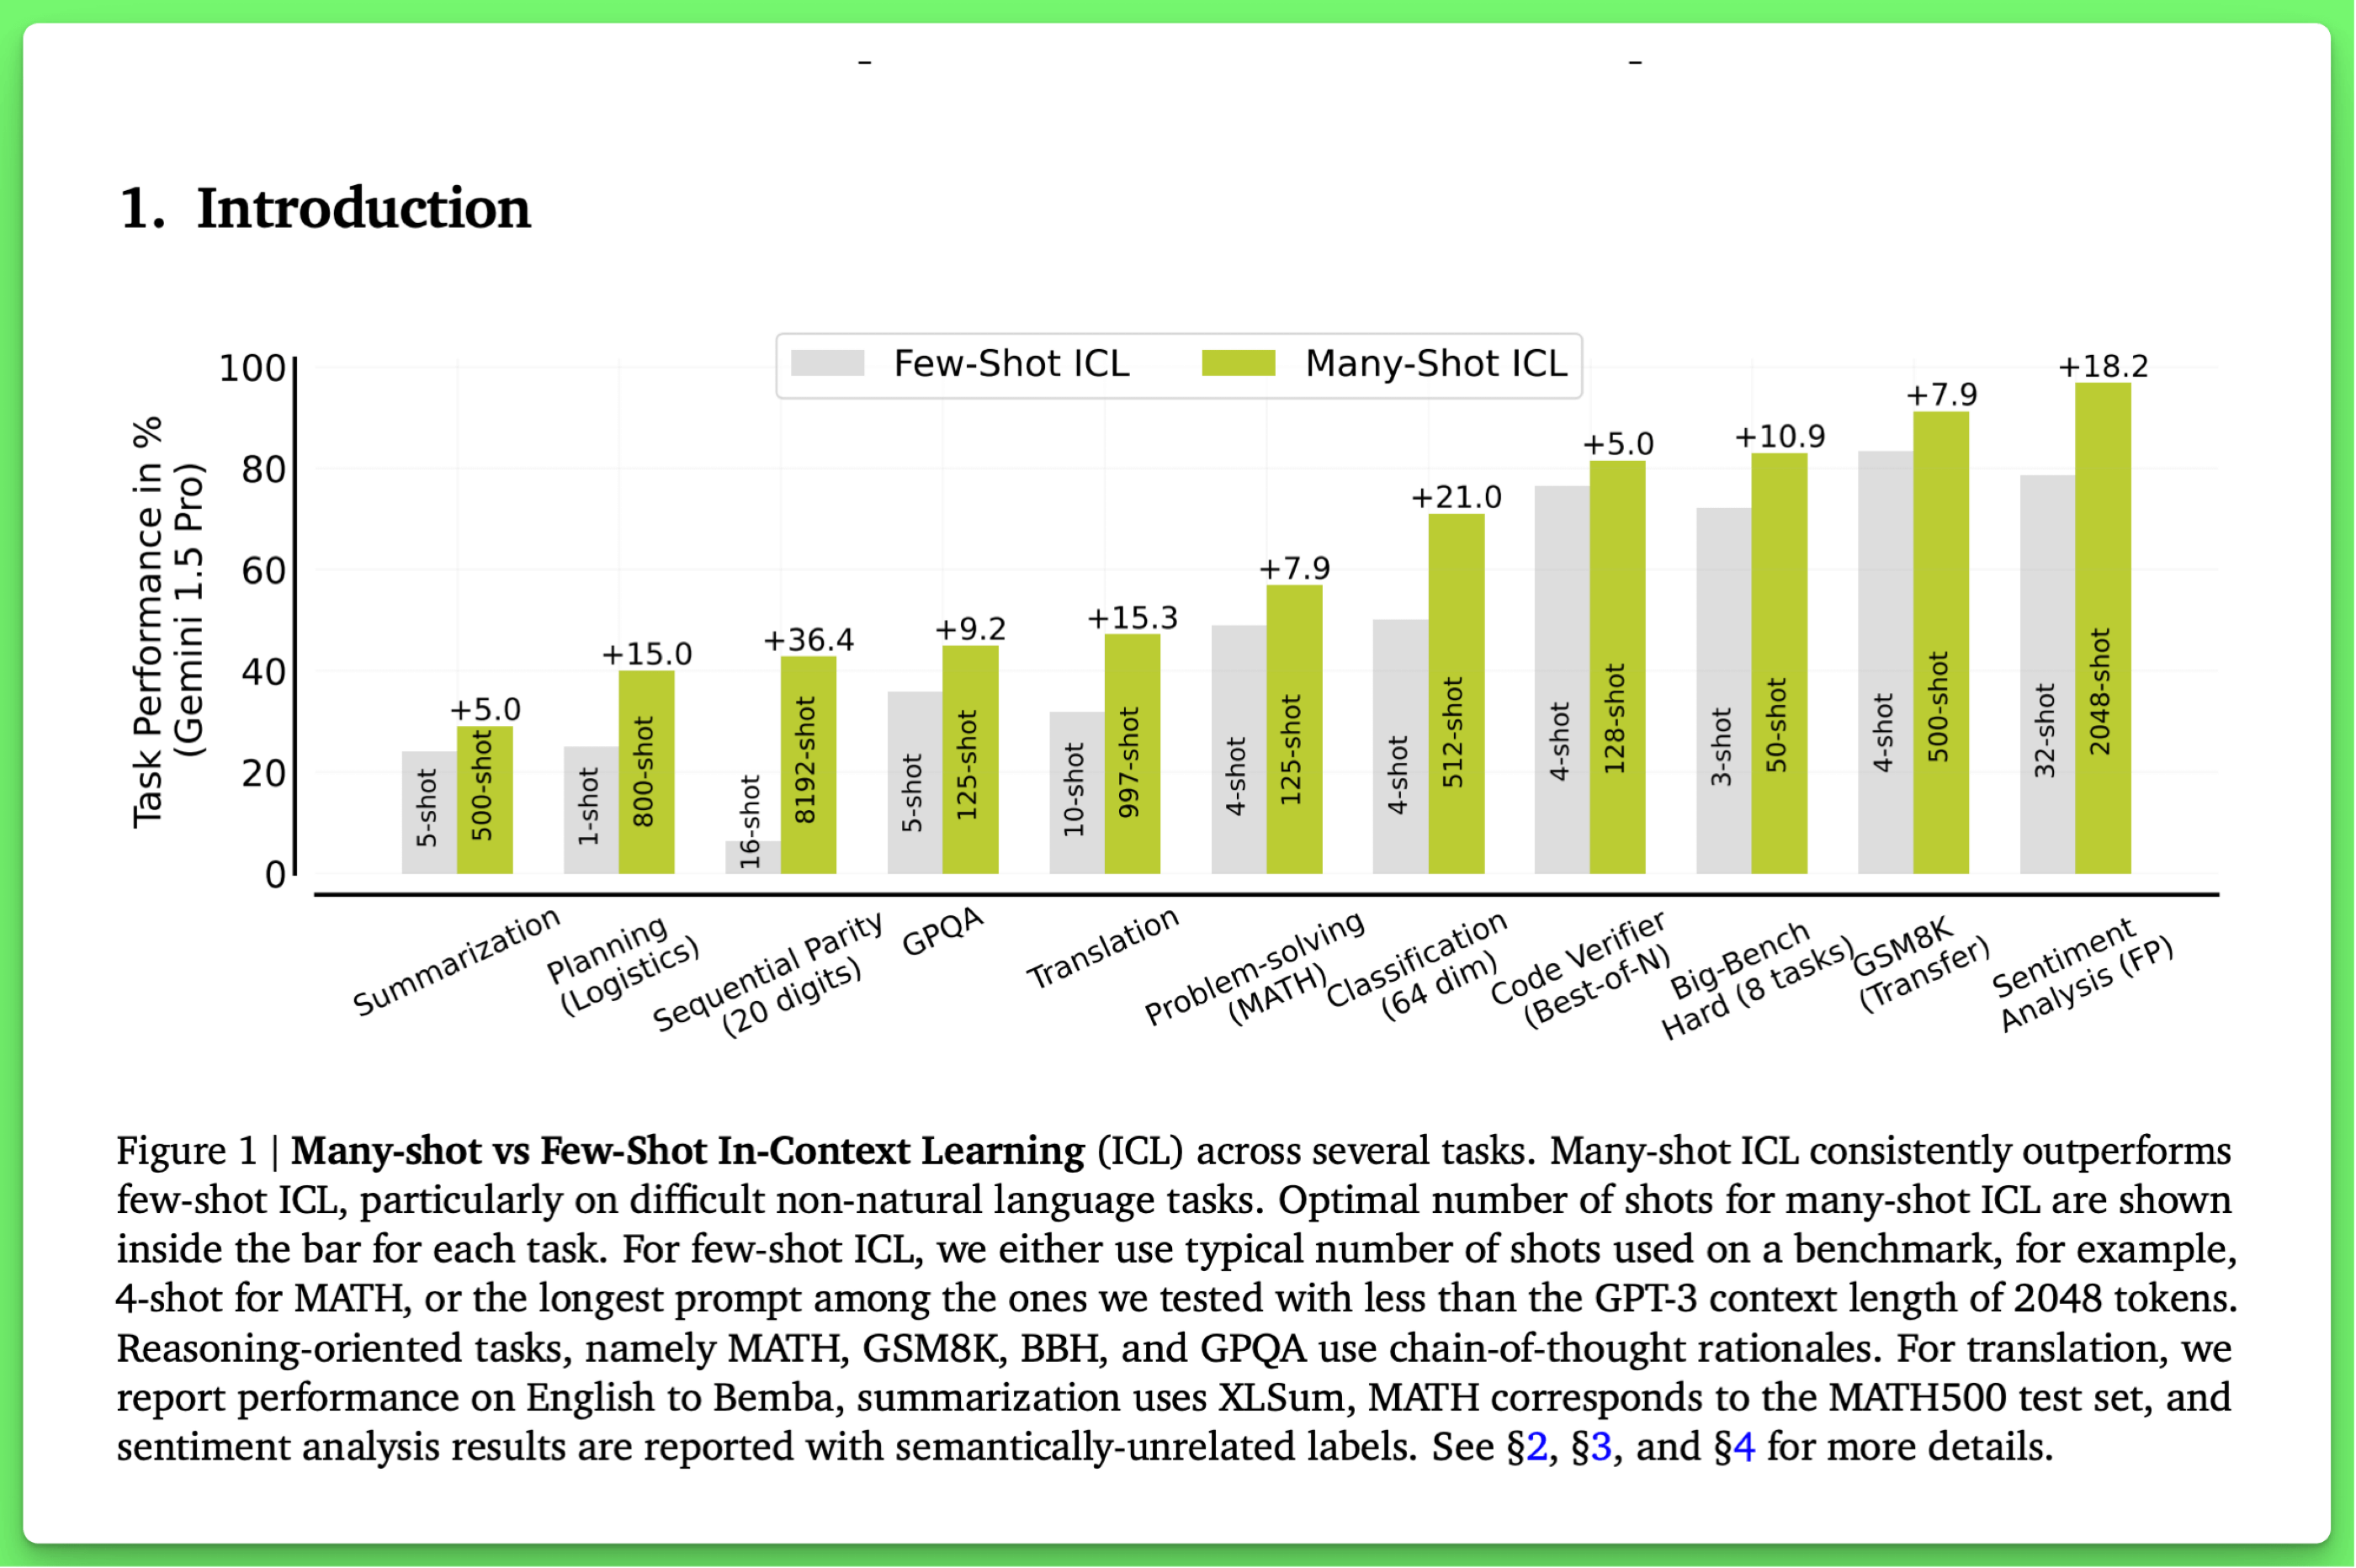 1. Introduction
Few-Shot ICL
Many-Shot ICL
Task Performance in %
(Gemini 1.5 Pro)
100
80
60
40
20
0
+5.0
+15.0
+36.4
+9.2
+15.3
+7.9
+21.0
+5.0
+10.9
+7.9
+18.2
5-shot
500-shot
1-shot
800-shot
16-shot
8192-shot
5-shot
125-shot
10-shot
997-shot
4-shot
125-shot
4-shot
512-shot
4-shot
128-shot
3-shot
50-shot
4-shot
500-shot
32-shot
2048-shot
Summarization
Planning
(Logistics)
Sequential Parity
(20 digits)
GPQA
Translation
Problem-solving
(MATH)
Classification
(64 dim)
Code Verifier
(Best-of-N)
Big-Bench
Hard (8 tasks)
GSM8K
(Transfer)
Sentiment
Analysis (FP)
Figure 1 | Many-shot vs Few-Shot In-Context Learning (ICL) across several tasks. Many-shot ICL consistently outperforms
few-shot ICL, particularly on difficult non-natural language tasks. Optimal number of shots for many-shot ICL are shown
inside the bar for each task. For few-shot ICL, we either use typical number of shots used on a benchmark, for example,
4-shot for MATH, or the longest prompt among the ones we tested with less than the GPT-3 context length of 2048 tokens.
Reasoning-oriented tasks, namely MATH, GSM8K, BBH, and GPQA use chain-of-thought rationales. For translation, we
report performance on English to Bemba, summarization uses XLSum, MATH corresponds to the MATH500 test set, and
sentiment analysis results are reported with semantically-unrelated labels. See §2, §3, and §4 for more details.